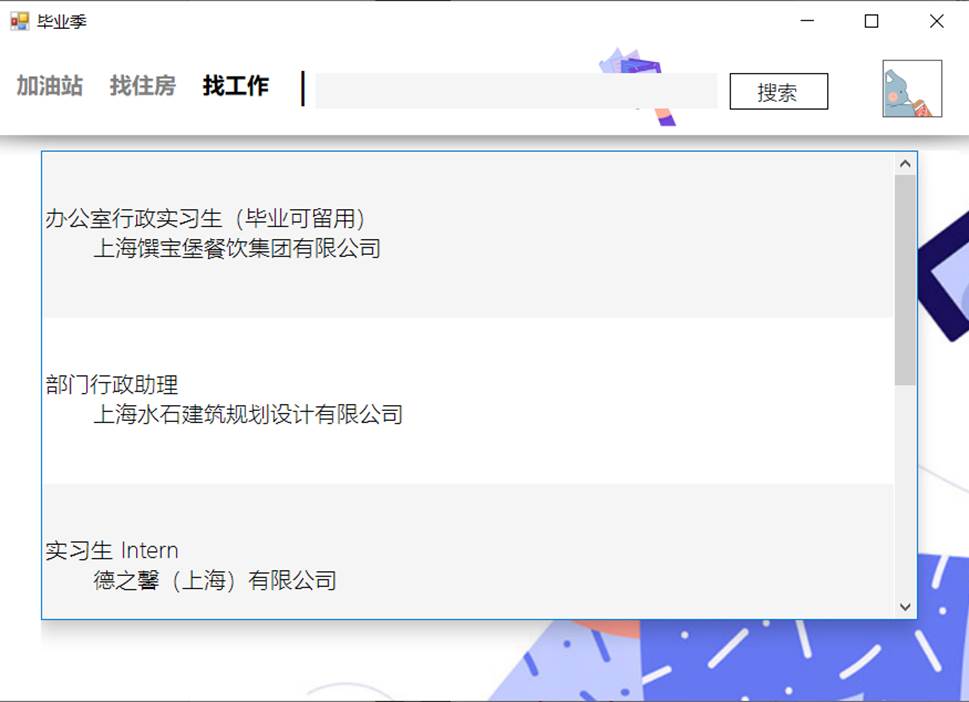 毕业季
加油站 找住房 找工作 搜索
办公室行政实习生（毕业可留用）
上海馔宝堡餐饮集团有限公司
部门行政助理
上海水石建筑规划设计有限公司
实习生 Intern
德之馨（上海）有限公司